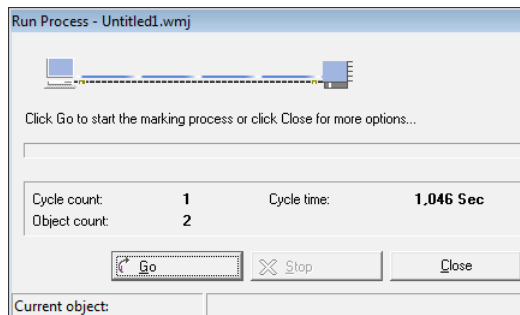 Run Process - Untitled1.wmj
Click Go to start the marking process or click Close for more options...
Cycle count: 1 Cycle time: 1,046 Sec
Object count: 2
Go Stop Close
Current object: